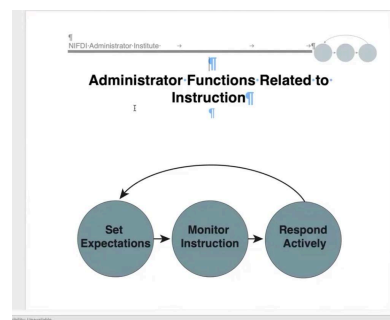 NIFDI Administrator Institute
Administrator Functions Related to
Instruction
Set
Expectations
Monitor
Instruction
Respond
Actively